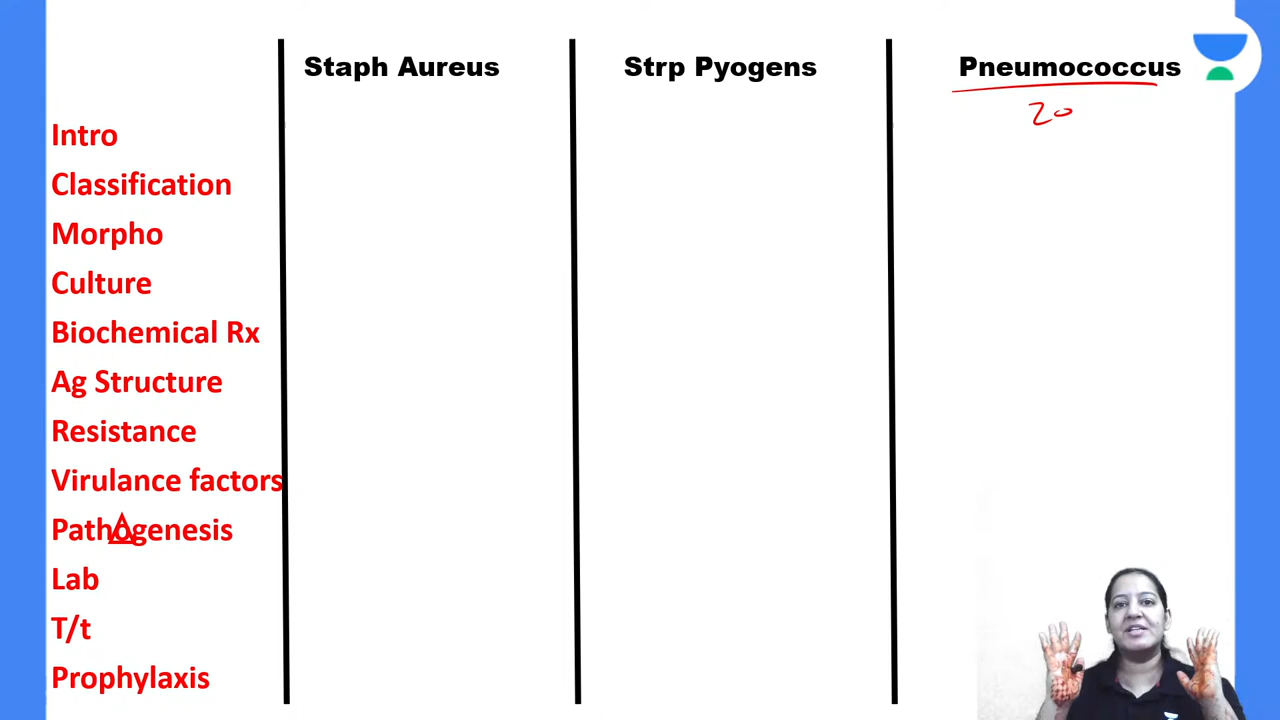 Staph Aureus Strp Pyogens Pneumococcus
20
Intro
Classification
Morpho
Culture
Biochemical Rx
Ag Structure
Resistance
Virulance factors
Pathogenesis
Lab
T/t
Prophylaxis